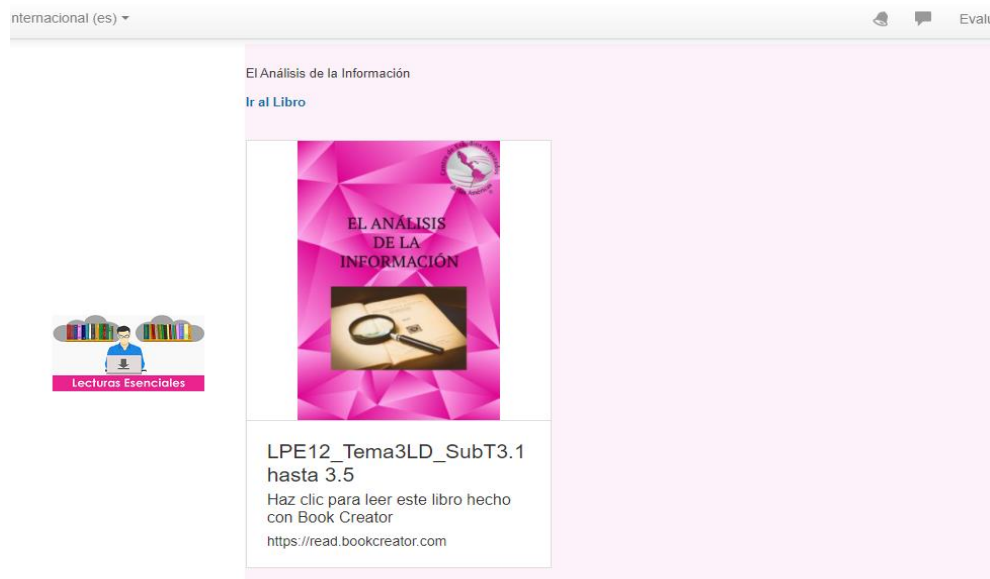 nternacional (es)
Evalu
El Análisis de la Información
Ir al Libro
EL ANÁLISIS
DE LA
INFORMACIÓN
Lecturas Esenciales
LPE12_Tema3LD_SubT3.1
hasta 3.5
Haz clic para leer este libro hecho
con Book Creator
https://read.bookcreator.com